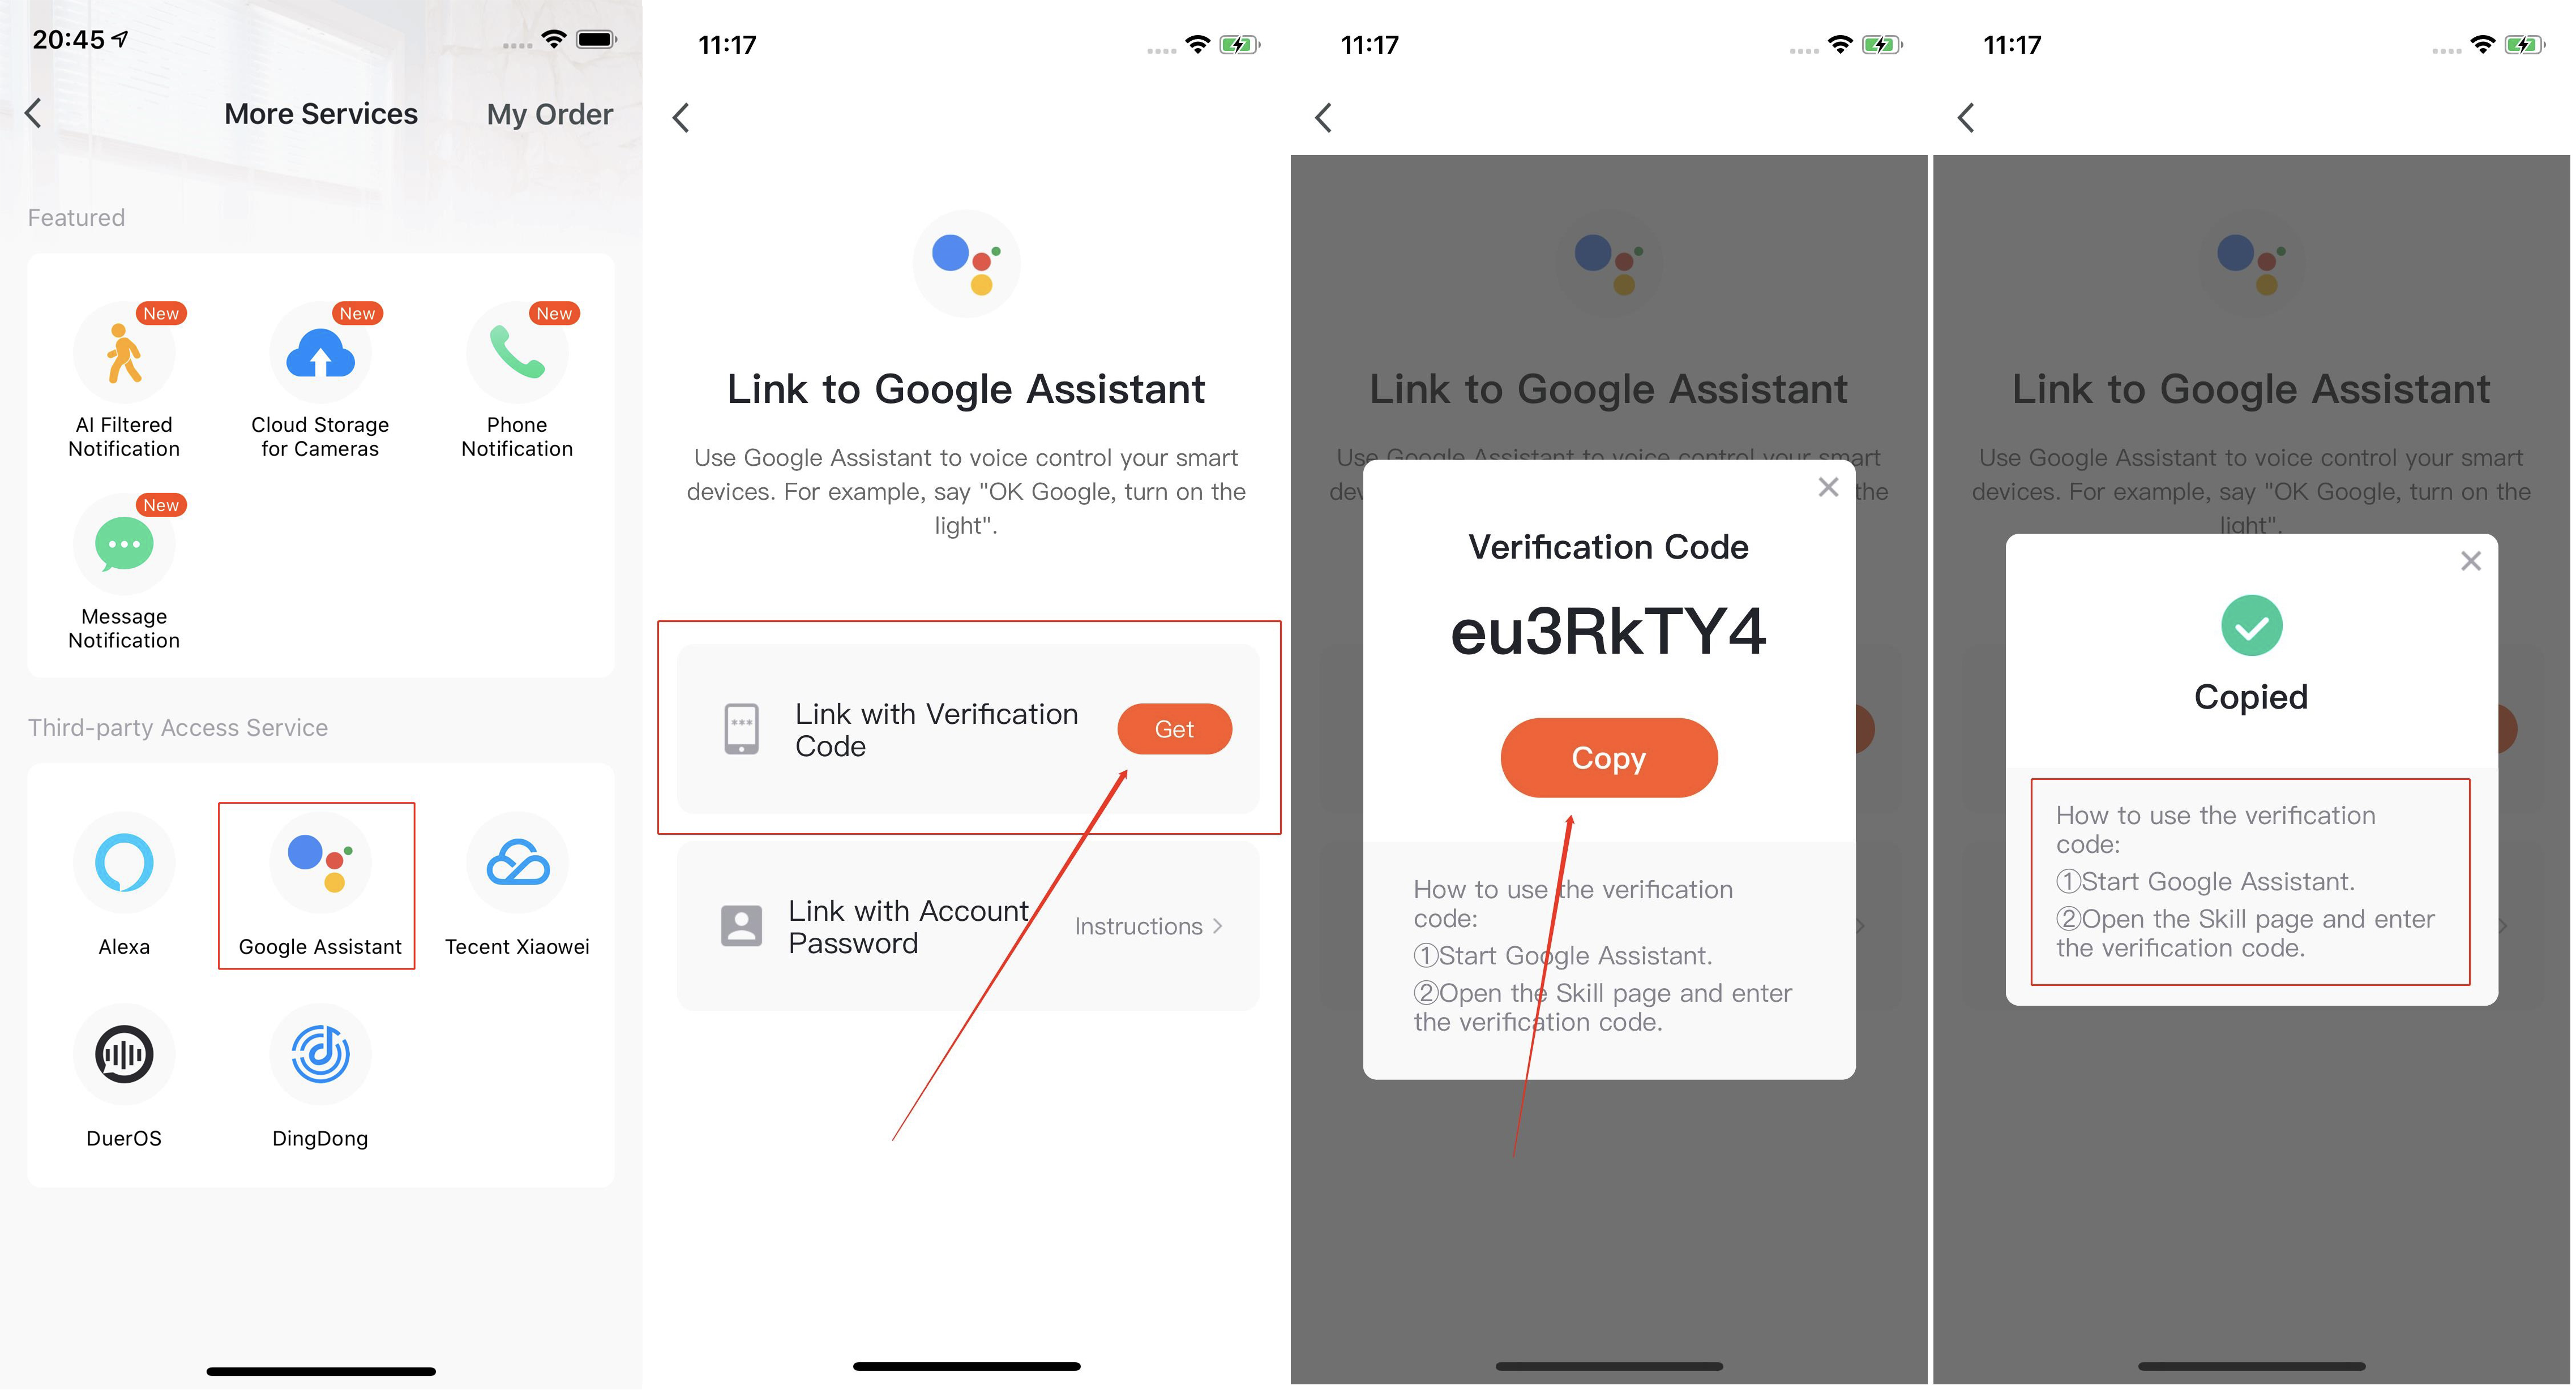 20:45
More Services
My Order
Featured
New
New
New
AI Filtered
Notification
Cloud Storage
for Cameras
Phone
Notification
New
Message
Notification
Third-party Access Service
Alexa
Google Assistant
Tecent Xiaowei
DuerOS
DingDong
11:17
Link to Google Assistant
Use Google Assistant to voice control your smart
devices. For example, say "OK Google, turn on the
light".
***
Link with Verification
Code
Get
Link with Account
Password
Instructions >
11:17
Link to Google Assistant
Use Google Assistant to voice control your smart
dev
the
Verification Code
eu3RkTY4
Copy
How to use the verification
code:
①Start Google Assistant.
②Open the Skill page and enter
the verification code.
11:17
Link to Google Assistant
Use Google Assistant to voice control your smart
devices. For example, say "OK Google, turn on the
light".
Copied
How to use the verification
code:
①Start Google Assistant.
②Open the Skill page and enter
the verification code.